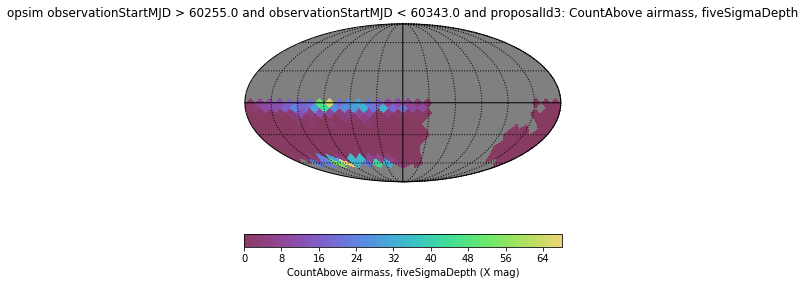 opsim observationStartMJD > 60255.0 and observationStartMJD < 60343.0 and proposalId3: CountAbove airmass, fiveSigmaDepth
0 8 16 24 32 40 48 56 64
CountAbove airmass, fiveSigmaDepth (X mag)